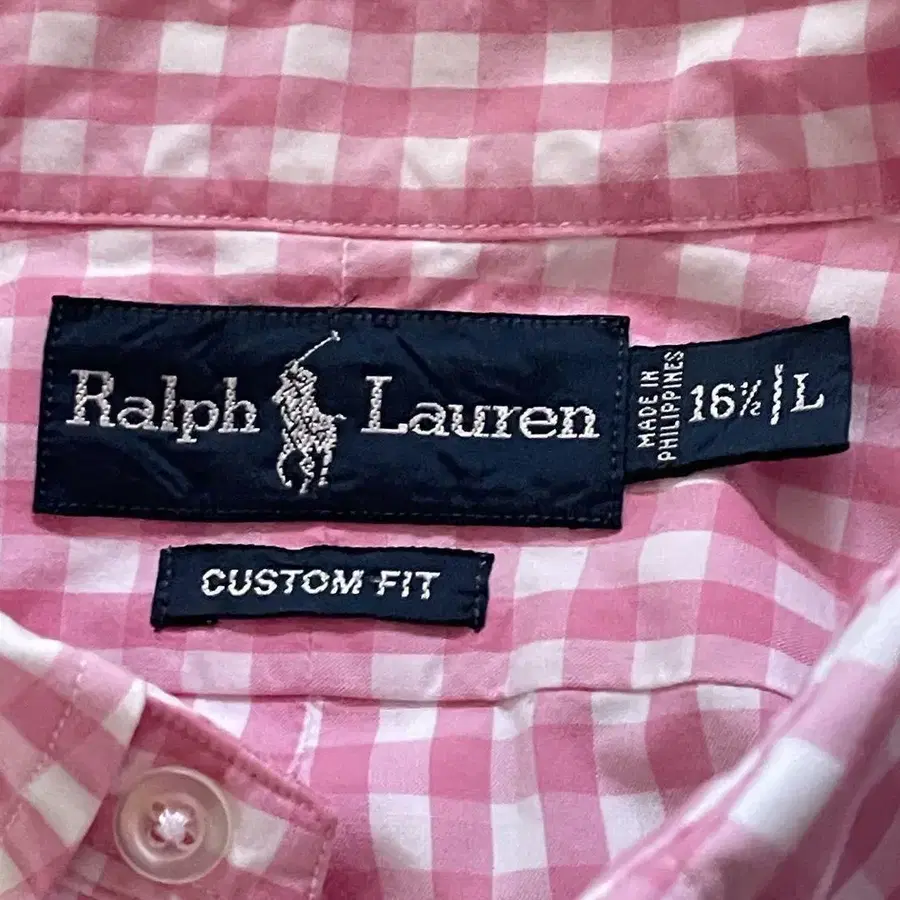 Ralph Lauren
MADE IN
PHILIPPINES
16½ L
CUSTOM FIT